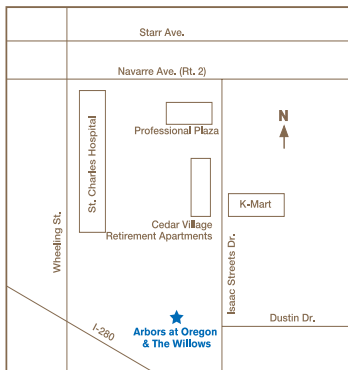 Starr Ave.
Navarre Ave. (Rt. 2)
Professional Plaza
N
St. Charles Hospital
K-Mart
Cedar Village
Retirement Apartments
Wheeling St.
Isaac Streets Dr.
I-280
Dustin Dr.
Arbors at Oregon
& The Willows